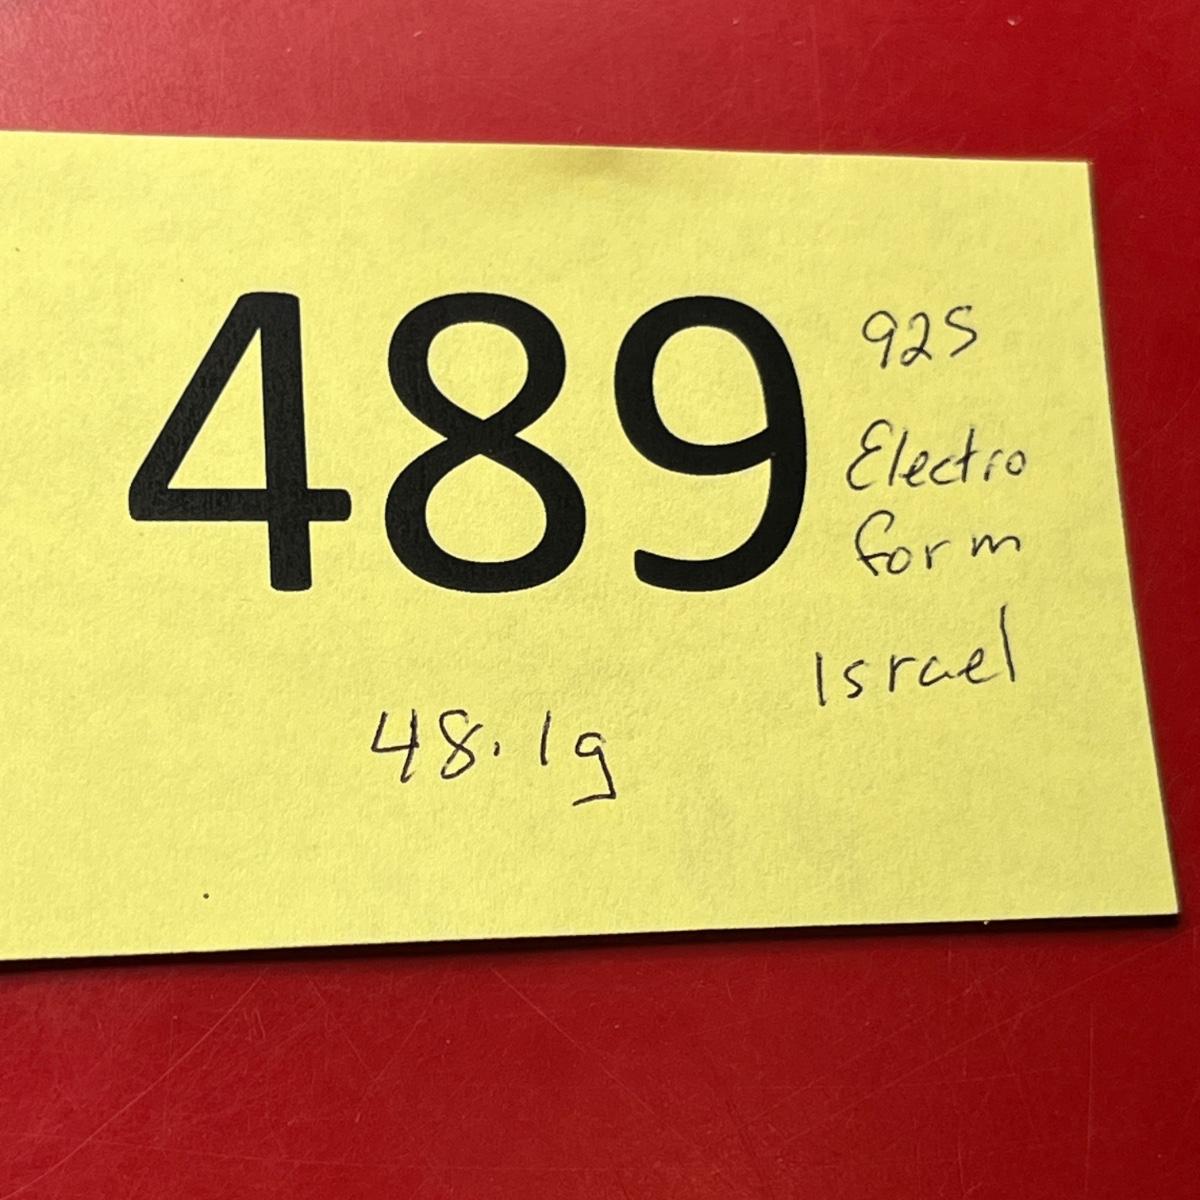 489
925
Electro
form
Israel
48.1g